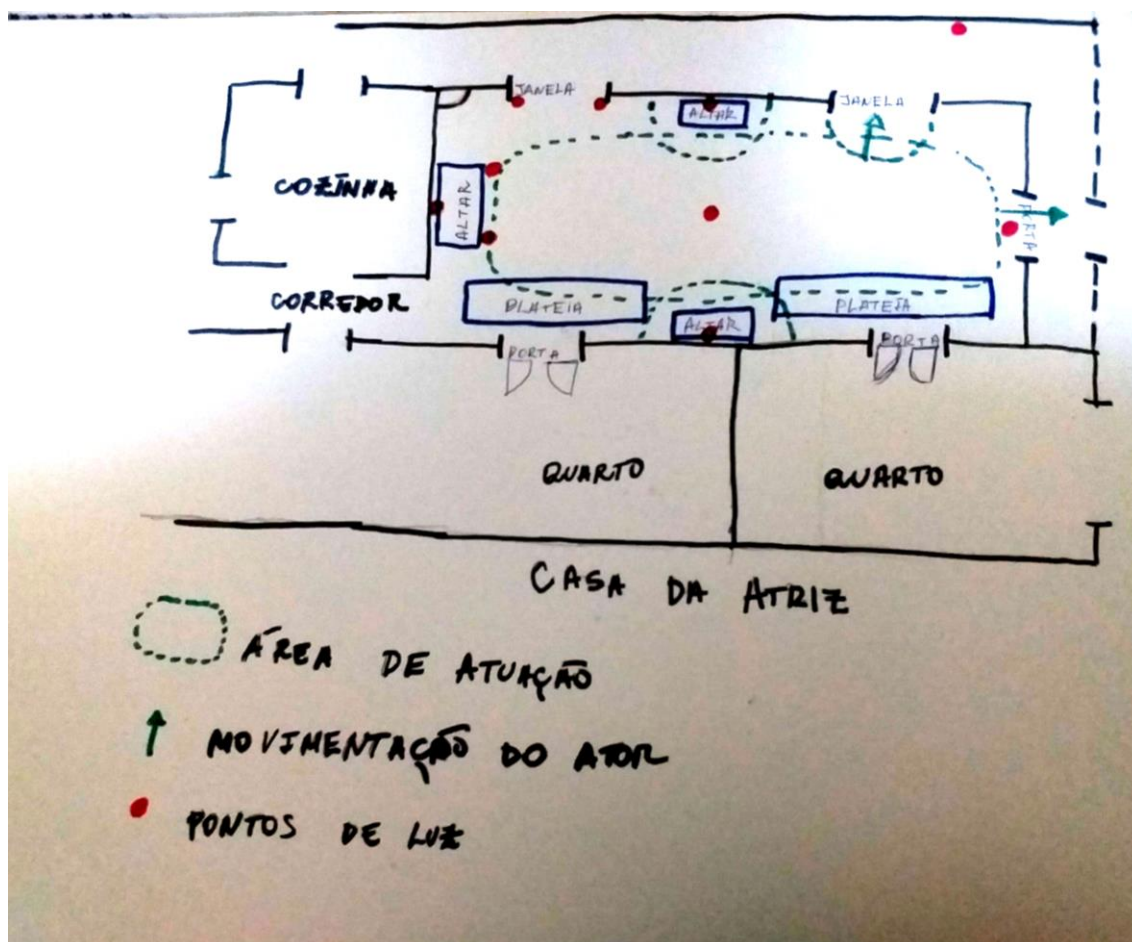 JANELA
JANELA
ALTAR
COZÍNHA
ALTAR
PORTA
CORREDOR
PLATEIA
PLATEIA
ALTAR
PORTA
PORTA
QUARTO
QUARTO
CASA DA ATRIZ
ÁREA DE ATUAÇÃO
MOVIMENTAÇÃO DO ATOR
PONTOS DE LUZ